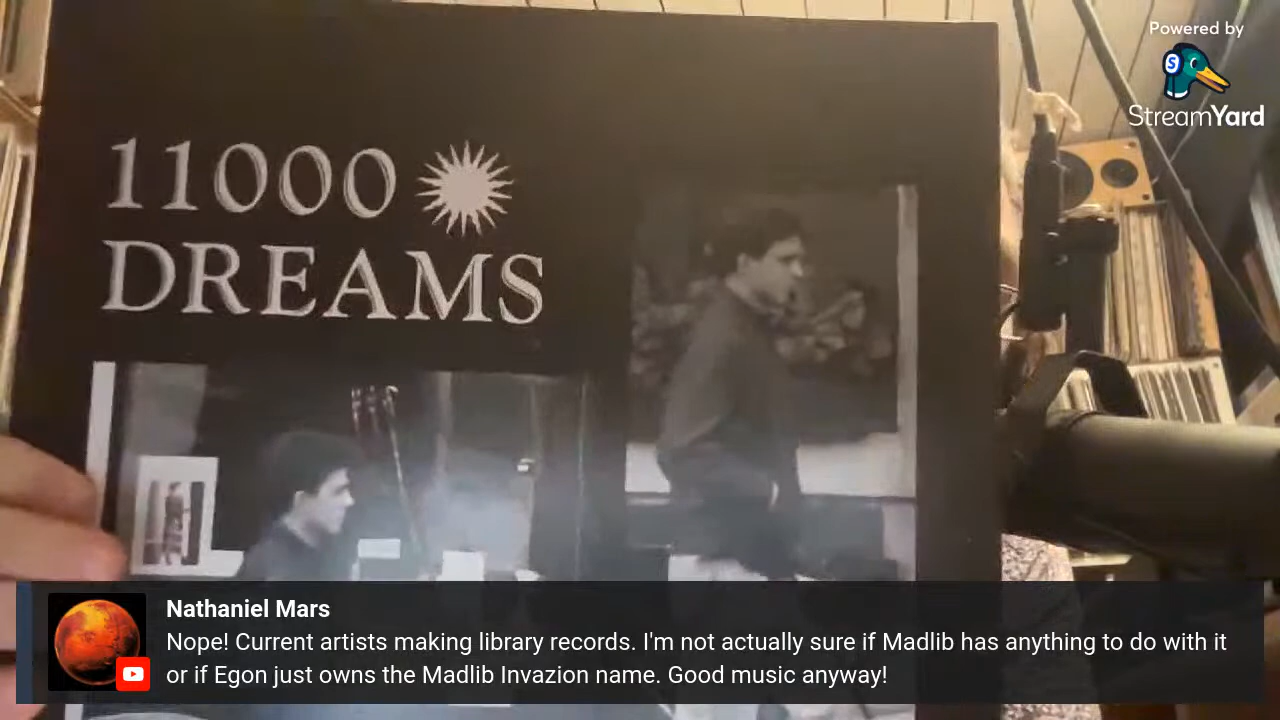 Powered by
S
StreamYard
11000
DREAMS
Nathaniel Mars
Nope! Current artists making library records. I'm not actually sure if Madlib has anything to do with it
or if Egon just owns the Madlib Invazion name. Good music anyway!